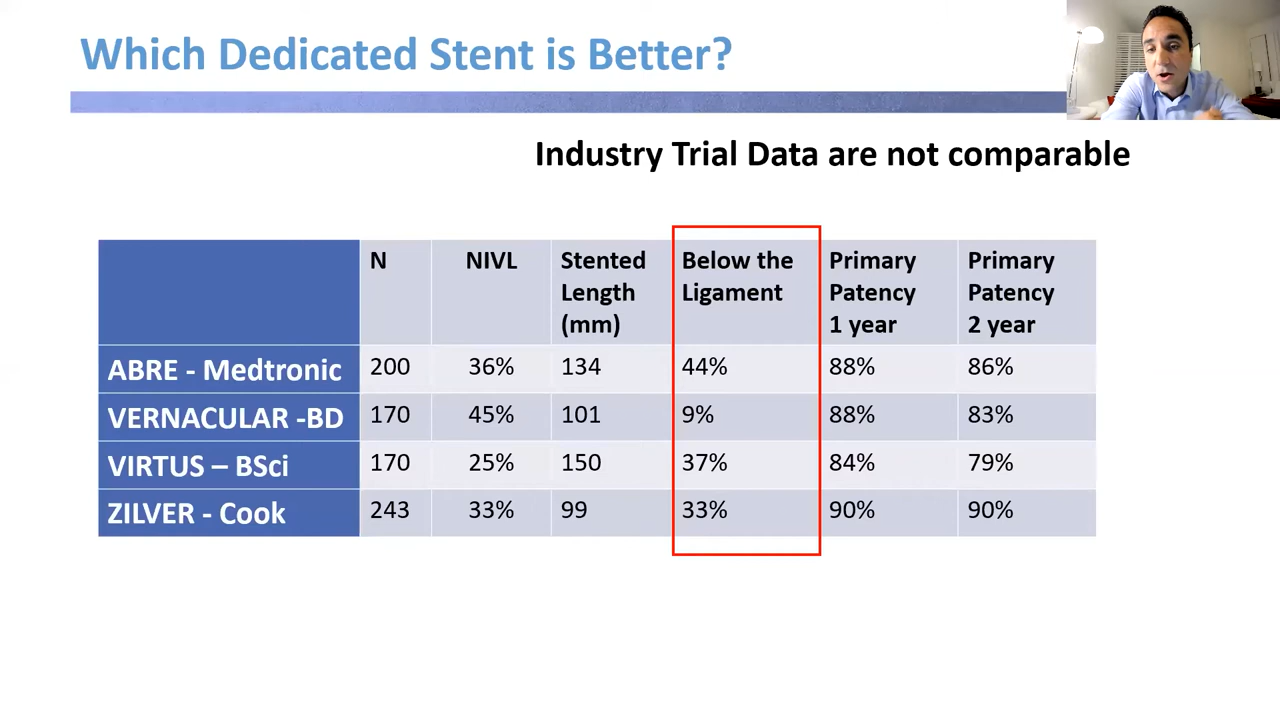 Which Dedicated Stent is Better?
Industry Trial Data are not comparable
N NIVL Stented Length (mm) Below the Ligament Primary Patency 1 year Primary Patency 2 year
ABRE - Medtronic 200 36% 134 44% 88% 86%
VERNACULAR -BD 170 45% 101 9% 88% 83%
VIRTUS – BSci 170 25% 150 37% 84% 79%
ZILVER - Cook 243 33% 99 33% 90% 90%